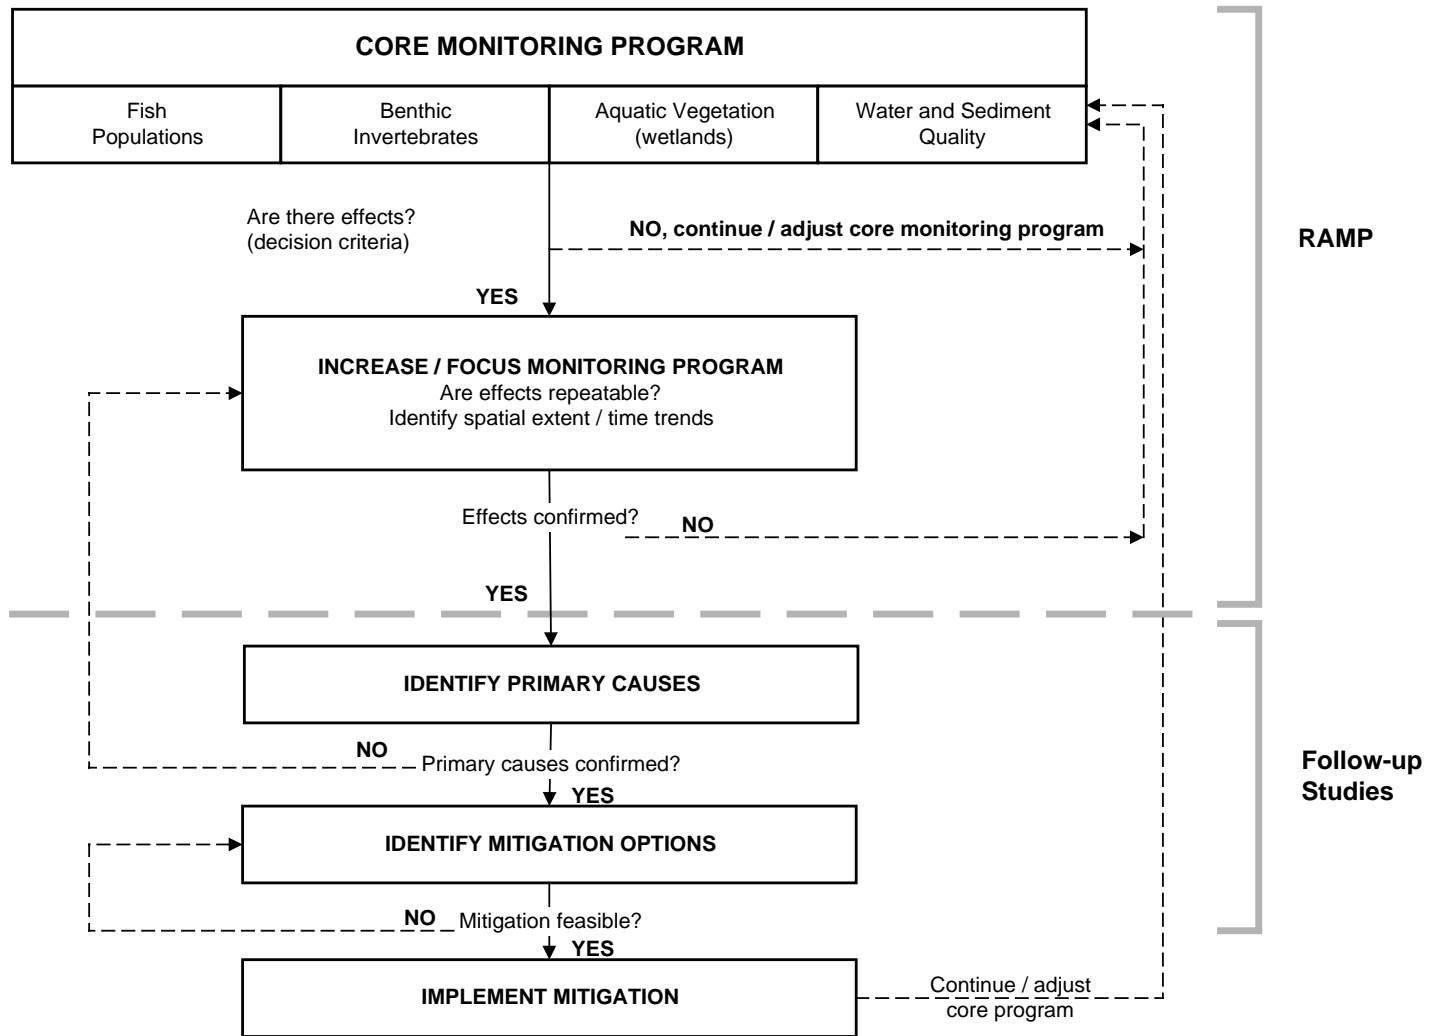 CORE MONITORING PROGRAM
Fish
Populations
Benthic
Invertebrates
Aquatic Vegetation
(wetlands)
Water and Sediment
Quality
Are there effects?
(decision criteria)
NO, continue / adjust core monitoring program
RAMP
YES
INCREASE / FOCUS MONITORING PROGRAM
Are effects repeatable?
Identify spatial extent / time trends
Effects confirmed?
NO
YES
IDENTIFY PRIMARY CAUSES
NO
Primary causes confirmed?
YES
Follow-up
Studies
IDENTIFY MITIGATION OPTIONS
NO
Mitigation feasible?
YES
IMPLEMENT MITIGATION
Continue / adjust
core program